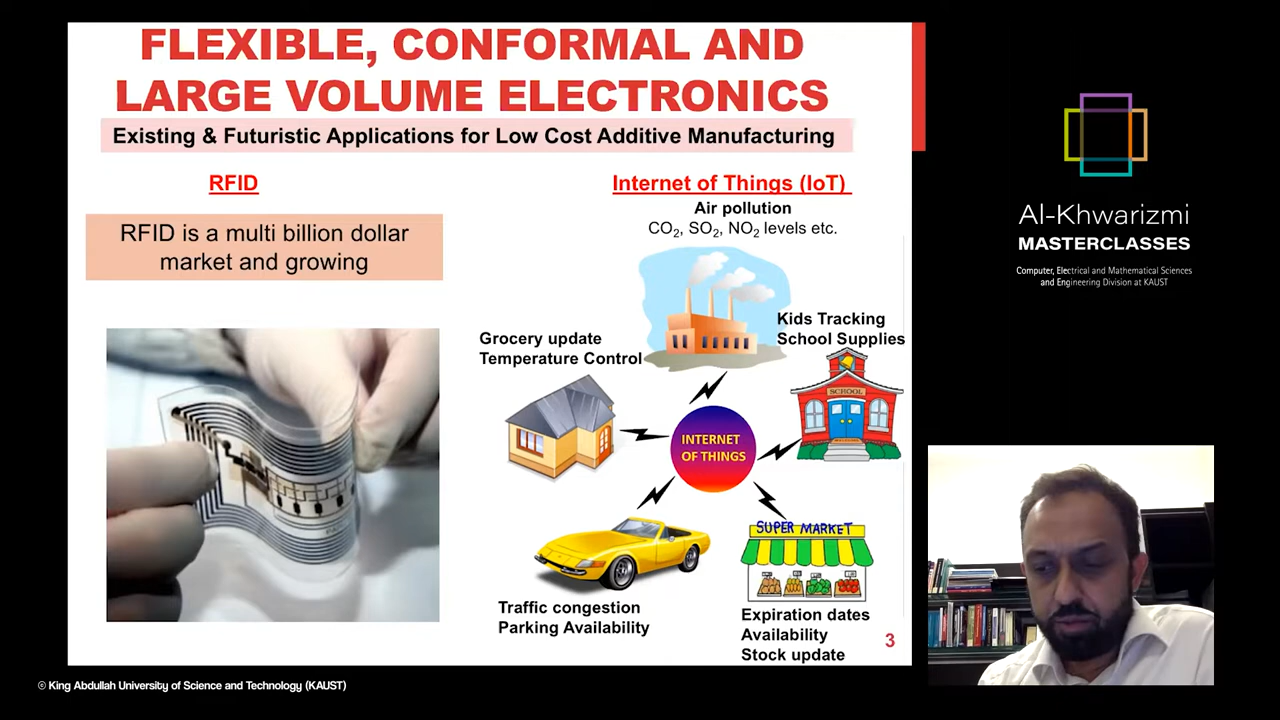 FLEXIBLE, CONFORMAL AND
LARGE VOLUME ELECTRONICS
Existing & Futuristic Applications for Low Cost Additive Manufacturing
RFID
RFID is a multi billion dollar
market and growing
Internet of Things (IoT)
Air pollution
CO₂, SO₂, NO₂ levels etc.
Kids Tracking
School Supplies
Grocery update
Temperature Control
SCHOOL
INTERNET
OF THINGS
SUPER MARKET
Traffic congestion
Parking Availability
Expiration dates
Availability
Stock update
3
Al-Khwarizmi
MASTERCLASSES
Computer, Electrical and Mathematical Sciences
and Engineering Division at KAUST
© King Abdullah University of Science and Technology (KAUST)